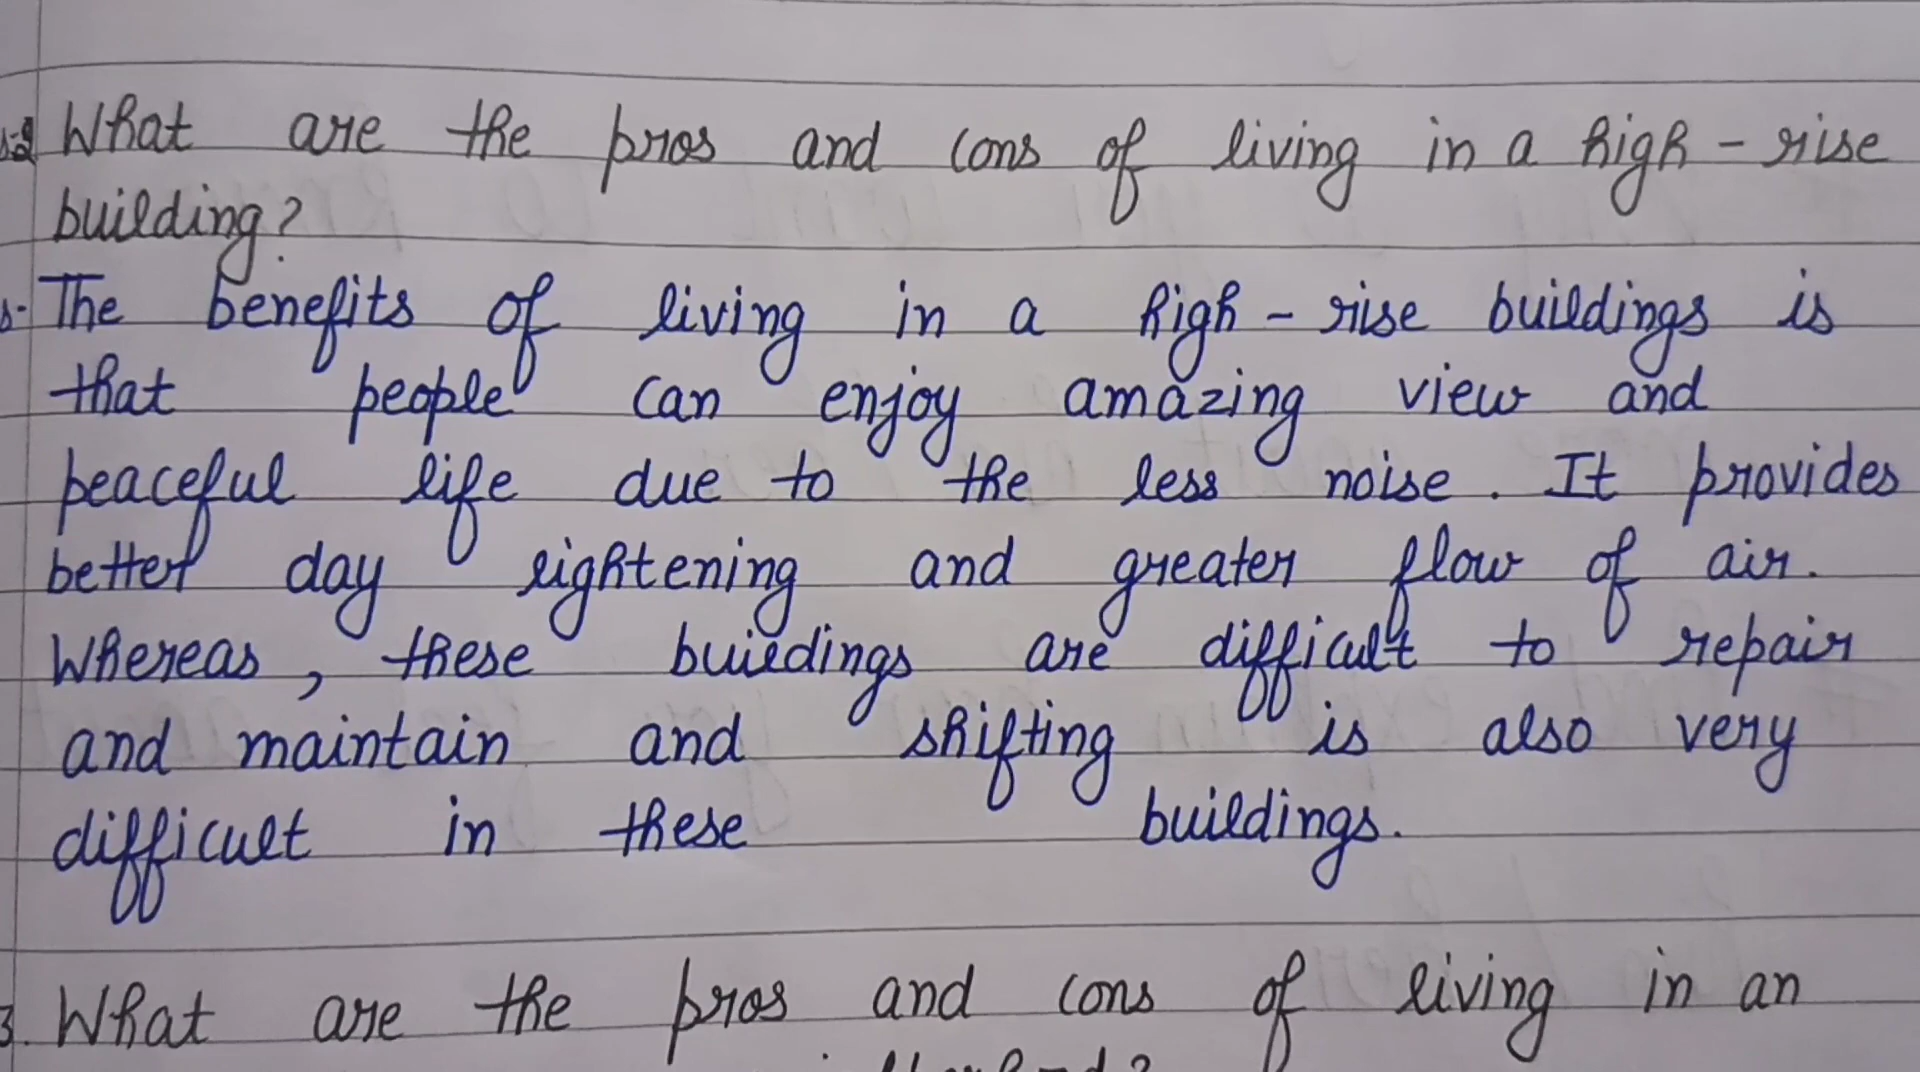 What are the pros and cons of living in a high-rise
building?
The benefits of living in a high-rise buildings is
that people can enjoy amazing view and
peaceful life due to the less noise. It provides
better day lightening and greater flow of air.
Whereas, these buildings are difficult to repair
and maintain and shifting is also very
difficult in these buildings.
3. What are the pros and cons of living in an